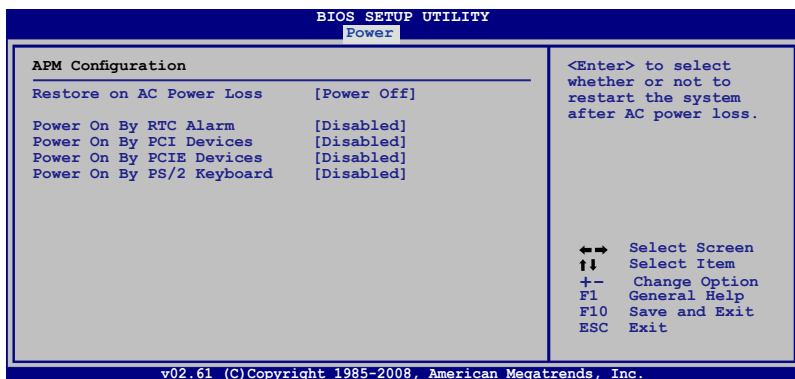 BIOS SETUP UTILITY
Power
APM Configuration
Restore on AC Power Loss [Power Off]
Power On By RTC Alarm [Disabled]
Power On By PCI Devices [Disabled]
Power On By PCIE Devices [Disabled]
Power On By PS/2 Keyboard [Disabled]
<Enter> to select
whether or not to
restart the system
after AC power loss.
←→ Select Screen
↑↓ Select Item
+- Change Option
F1 General Help
F10 Save and Exit
ESC Exit
v02.61 (C)Copyright 1985-2008, American Megatrends, Inc.